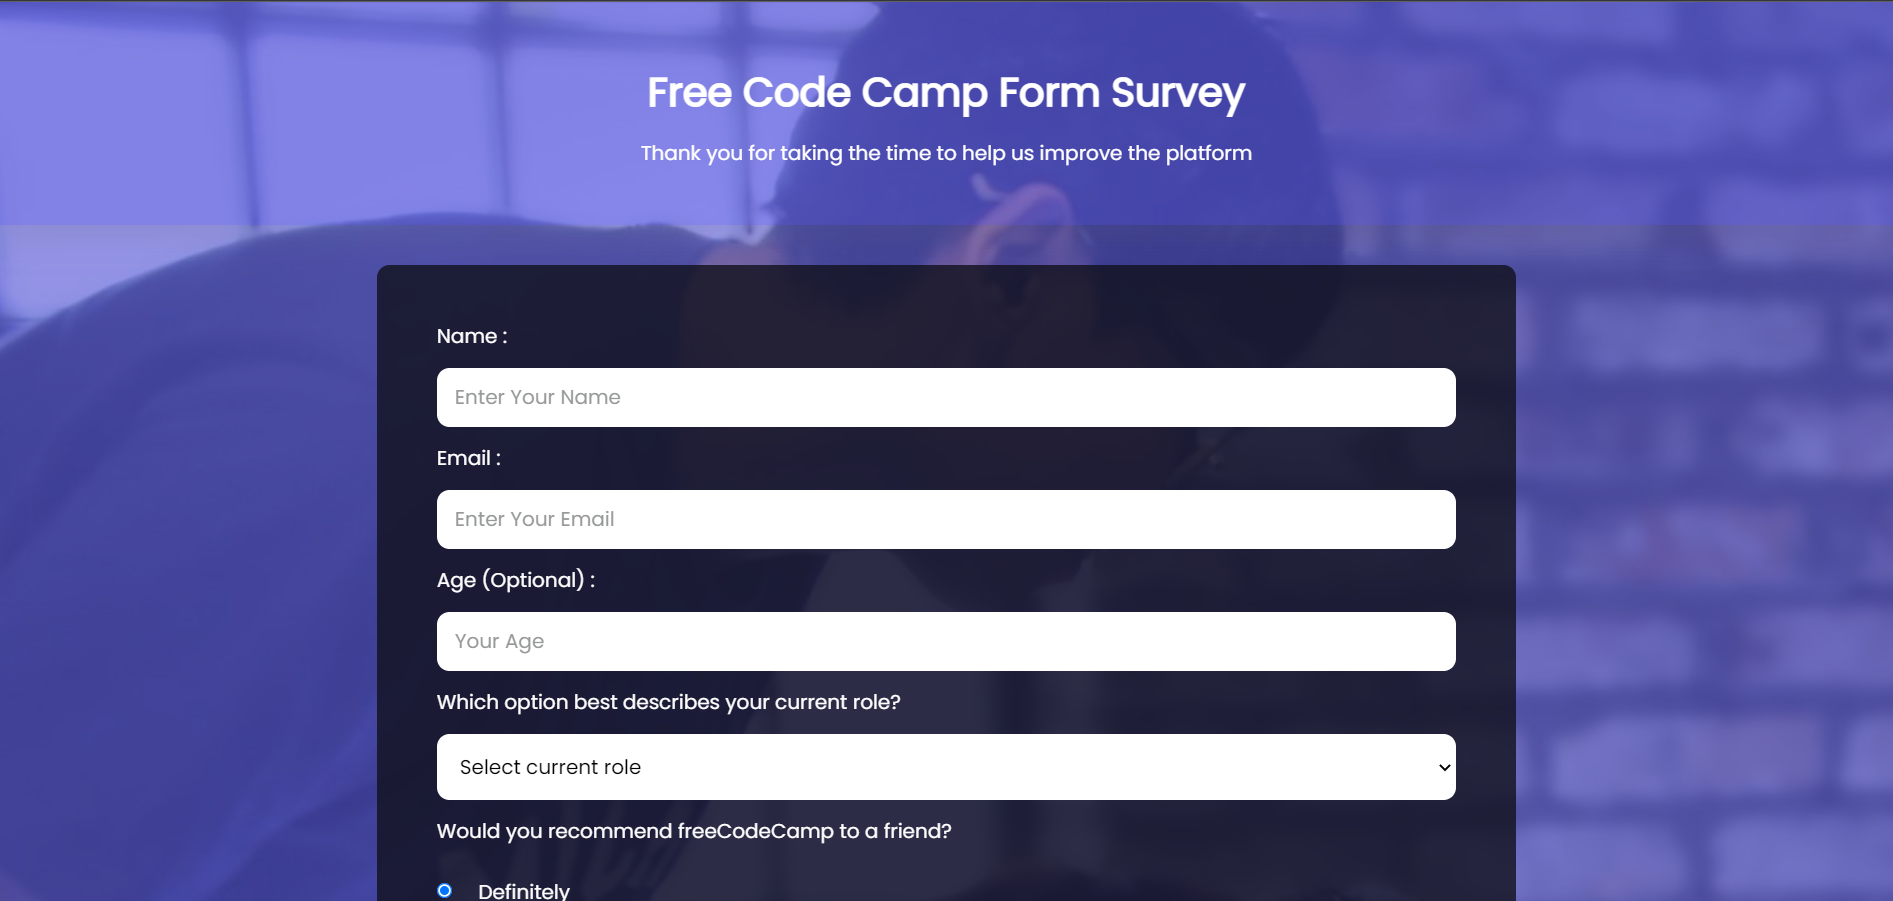 Free Code Camp Form Survey
Thank you for taking the time to help us improve the platform
Name :
Enter Your Name
Email :
Enter Your Email
Age (Optional) :
Your Age
Which option best describes your current role?
Select current role
Would you recommend freeCodeCamp to a friend?
Definitely